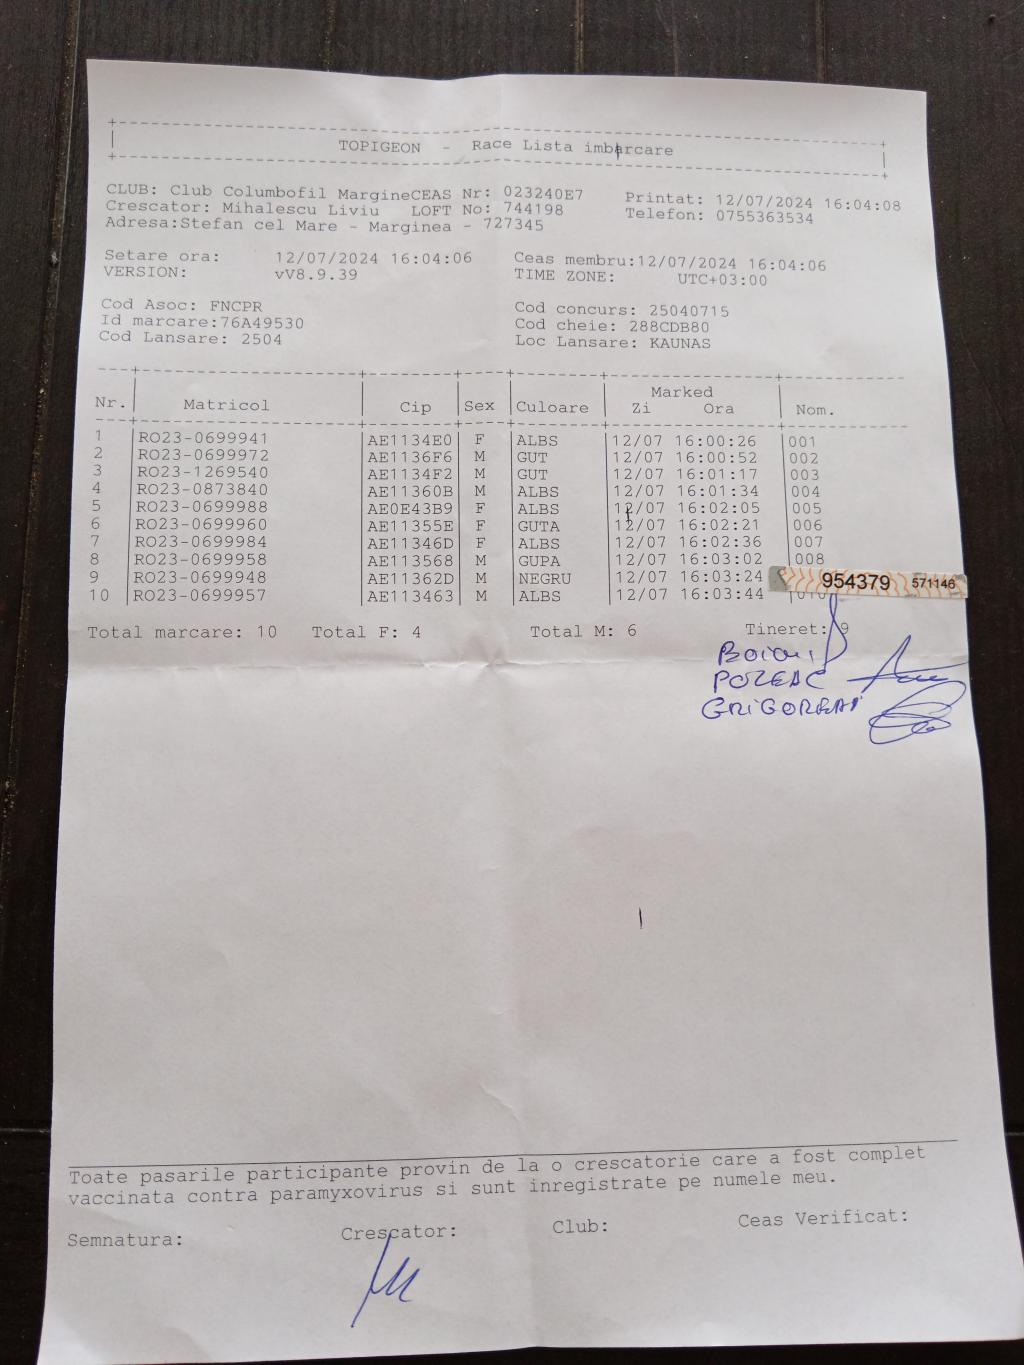 TOPIGEON - Race Lista imbarcare
CLUB: Club Columbofil MargineCEAS Nr: 023240E7 Printat: 12/07/2024 16:04:08
Crescator: Mihalescu Liviu LOFT No: 744198 Telefon: 0755363534
Adresa:Stefan cel Mare - Marginea - 727345
Setare ora: 12/07/2024 16:04:06 Ceas membru:12/07/2024 16:04:06
VERSION: vV8.9.39 TIME ZONE: UTC+03:00
Cod Asoc: FNCPR Cod concurs: 25040715
Id marcare:76A49530 Cod cheie: 288CDB80
Cod Lansare: 2504 Loc Lansare: KAUNAS
Marked
Nr. Matricol Cip Sex Culoare Zi Ora Nom.
1 RO23-0699941 AE1134E0 F ALBS 12/07 16:00:26 001
2 RO23-0699972 AE1136F6 M GUT 12/07 16:00:52 002
3 RO23-1269540 AE1134F2 M GUT 12/07 16:01:17 003
4 RO23-0873840 AE11360B M ALBS 12/07 16:01:34 004
5 RO23-0699988 AE0E43B9 F ALBS 12/07 16:02:05 005
6 RO23-0699960 AE11355E F GUTA 12/07 16:02:21 006
7 RO23-0699984 AE11346D F ALBS 12/07 16:02:36 007
8 RO23-0699958 AE113568 M GUPA 12/07 16:03:02 008
9 RO23-0699948 AE11362D M NEGRU 12/07 16:03:24
954379 571146
10 RO23-0699957 AE113463 M ALBS 12/07 16:03:44
Total marcare: 10 Total F: 4 Total M: 6 Tineret: 9
POZEAC
Toate pasarile participante provin de la o crescatorie care a fost complet
vaccinata contra paramyxovirus si sunt inregistrate pe numele meu.
Semnatura: Crescator: Club: Ceas Verificat: